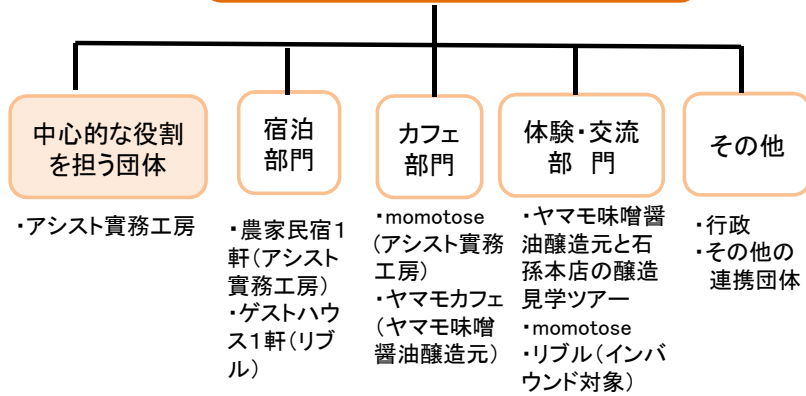 中心的な役割
を担う団体
・アシスト實務工房
宿泊
部門
・農家民宿1
軒(アシスト
實務工房)
・ゲストハウ
ス1軒(リブ
ル)
カフェ
部門
・momotose
(アシスト實務
工房)
・ヤマモカフェ
(ヤマモ味噌
醤油醸造元)
体験・交流
部 門
・ヤマモ味噌醤
油醸造元と石
孫本店の醸造
見学ツアー
・momotose
・リブル(インバ
ウンド対象)
その他
・行政
・その他の
連携団体